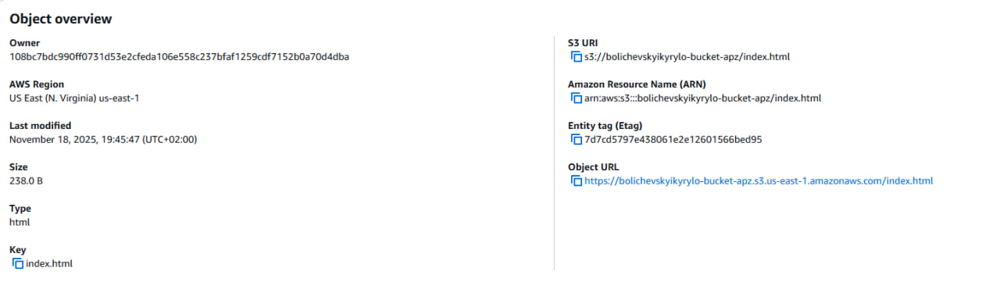 Object overview
Owner
108bc7bdc990ff0731d53e2cfeda106e558c237bfaf1259cdf7152b0a70d4dba
AWS Region
US East (N. Virginia) us-east-1
Last modified
November 18, 2025, 19:45:47 (UTC+02:00)
Size
238.0 B
Type
html
Key
index.html
S3 URI
s3://bolichevskyikyrylo-bucket-apz/index.html
Amazon Resource Name (ARN)
arn:aws:s3:::bolichevskyikyrylo-bucket-apz/index.html
Entity tag (Etag)
7d7cd5797e438061e2e12601566bed95
Object URL
https://bolichevskyikyrylo-bucket-apz.s3.us-east-1.amazonaws.com/index.html